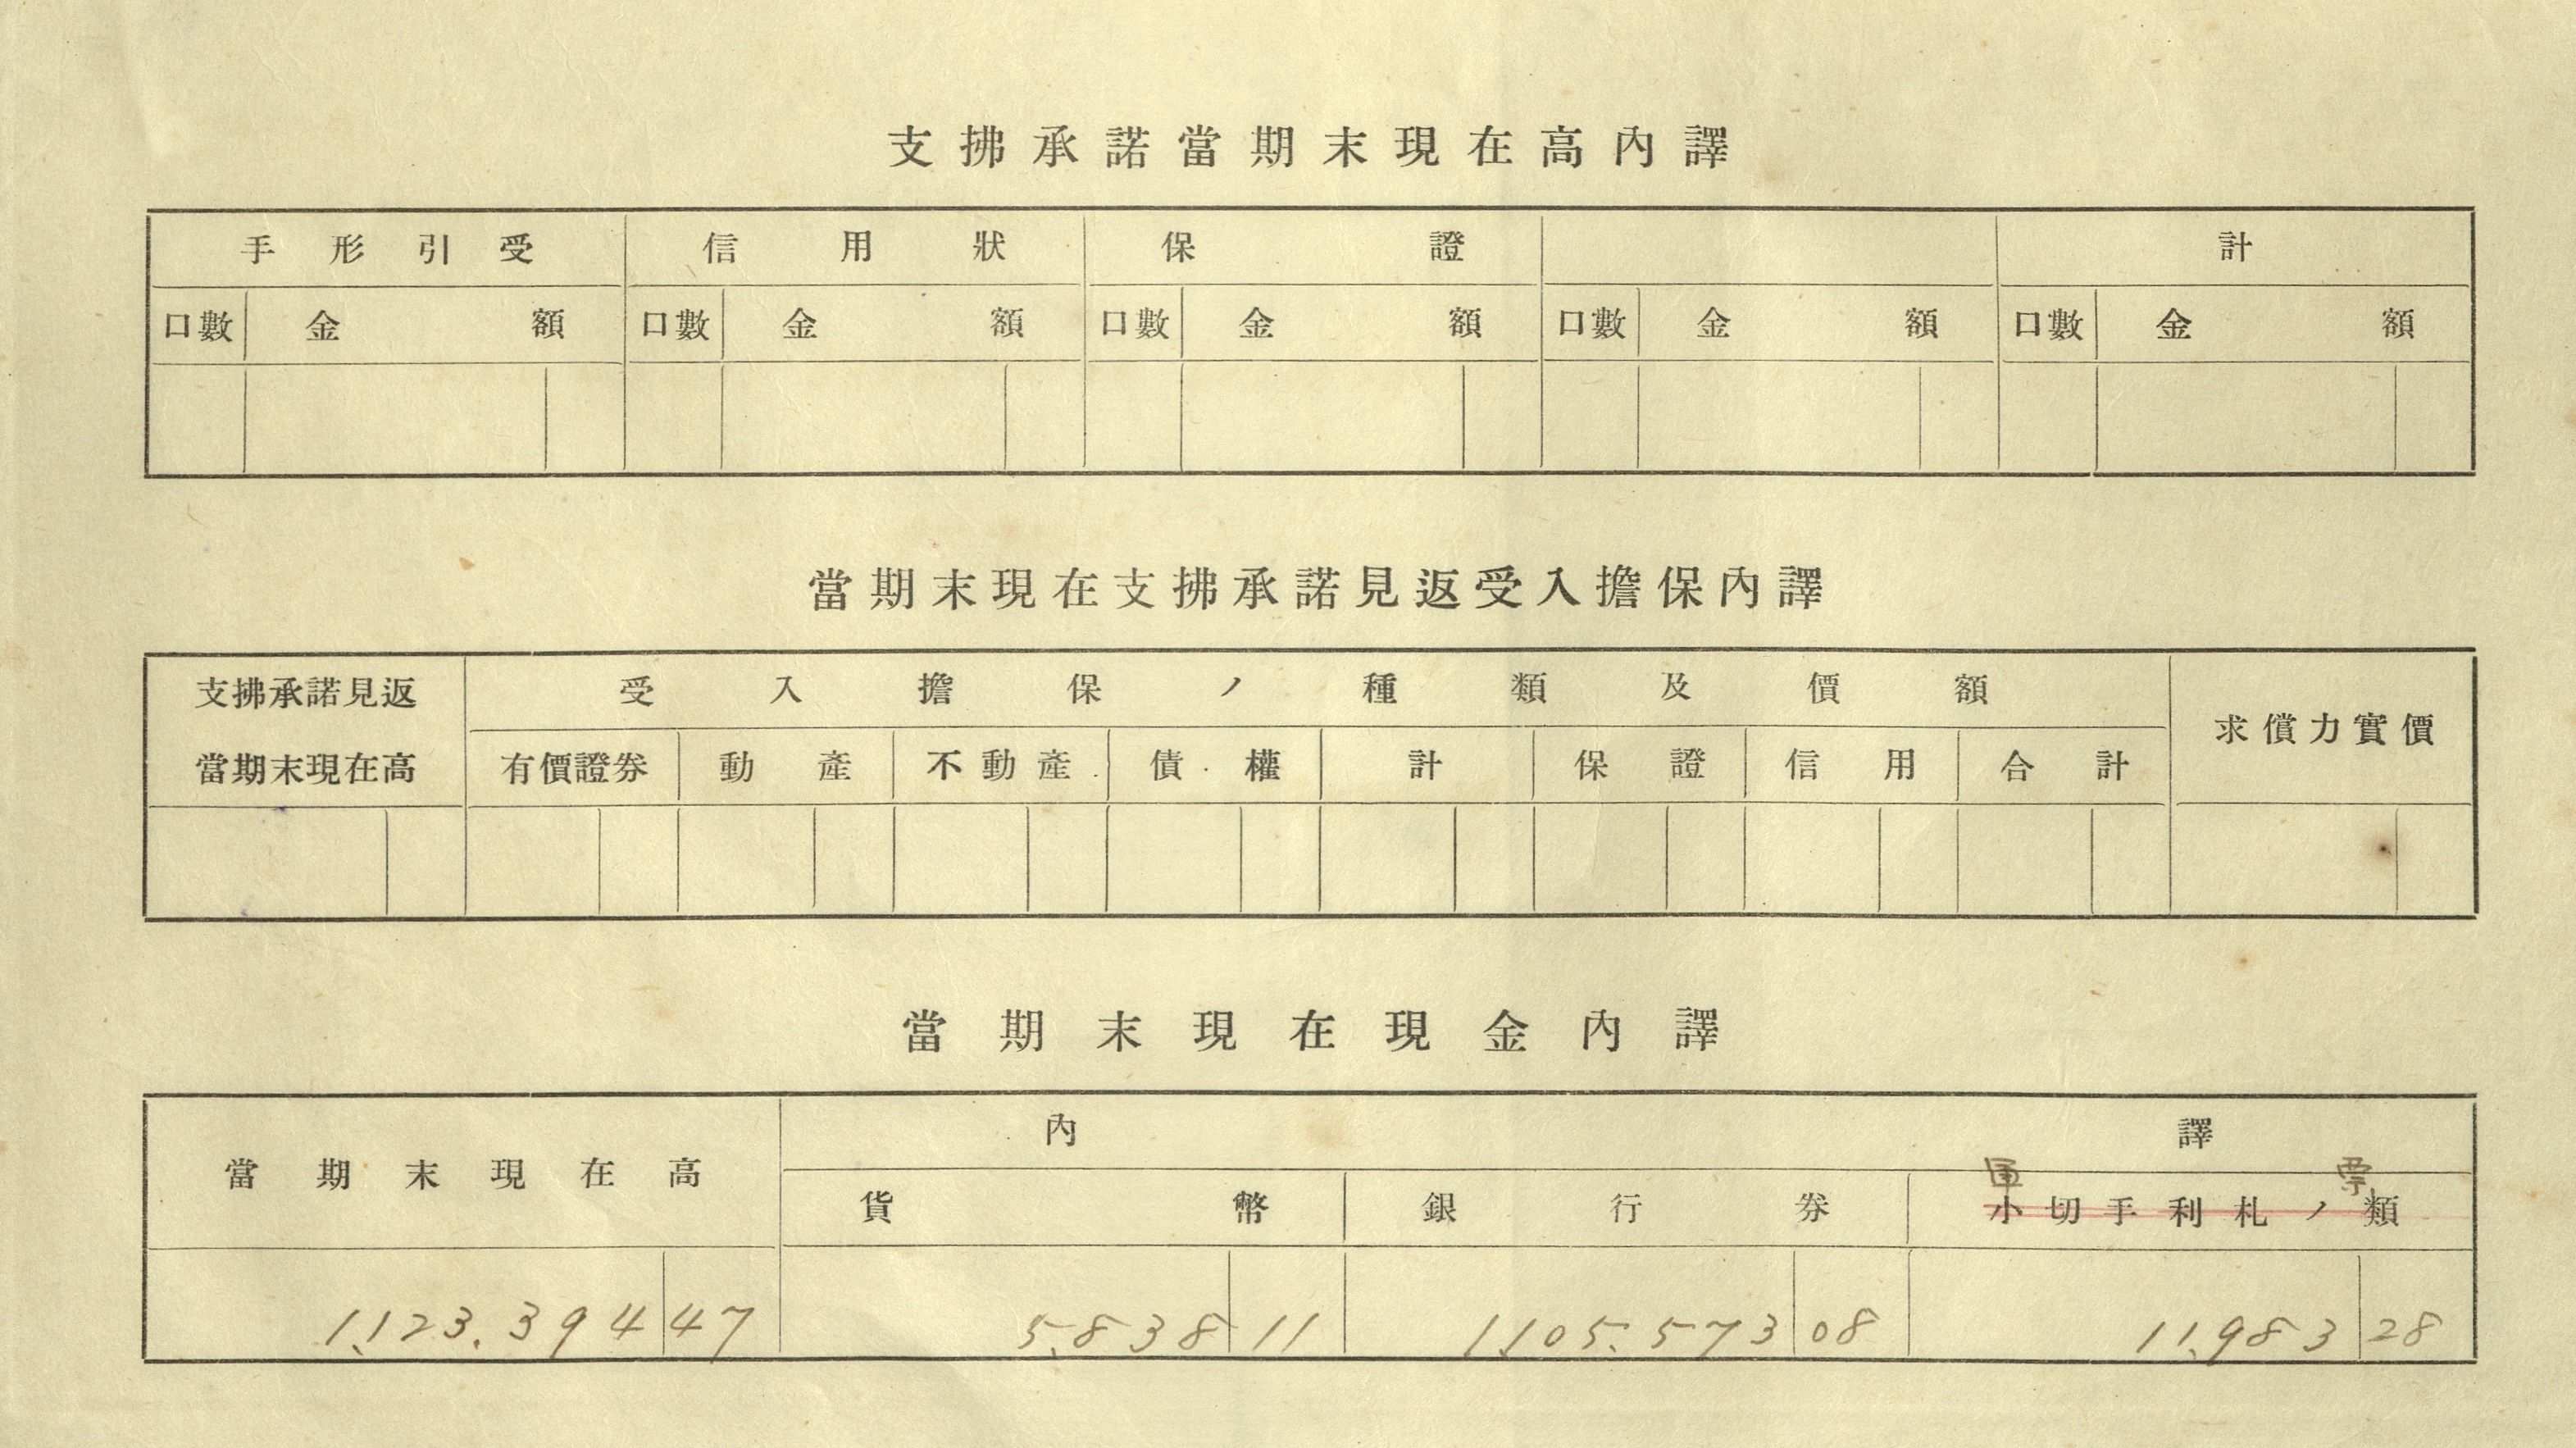 支拂承諾當期末現在高內譯
手形引受 信用狀 保證 計
口數 金額 口數 金額 口數 金額 口數 金額 口數 金額
當期末現在支拂承諾見返受入擔保內譯
支拂承諾見返 受入擔保ノ種類及價額
求償力實價
當期末現在高 有價證券 動產 不動產 債權 計 保證 信用 合計
當期末現在現金內譯
內譯
當期末現在高
軍票
貨幣 銀行券 小切手利札ノ類
1,123.394 47 5.838 11 1,105.573 08 11.983 28